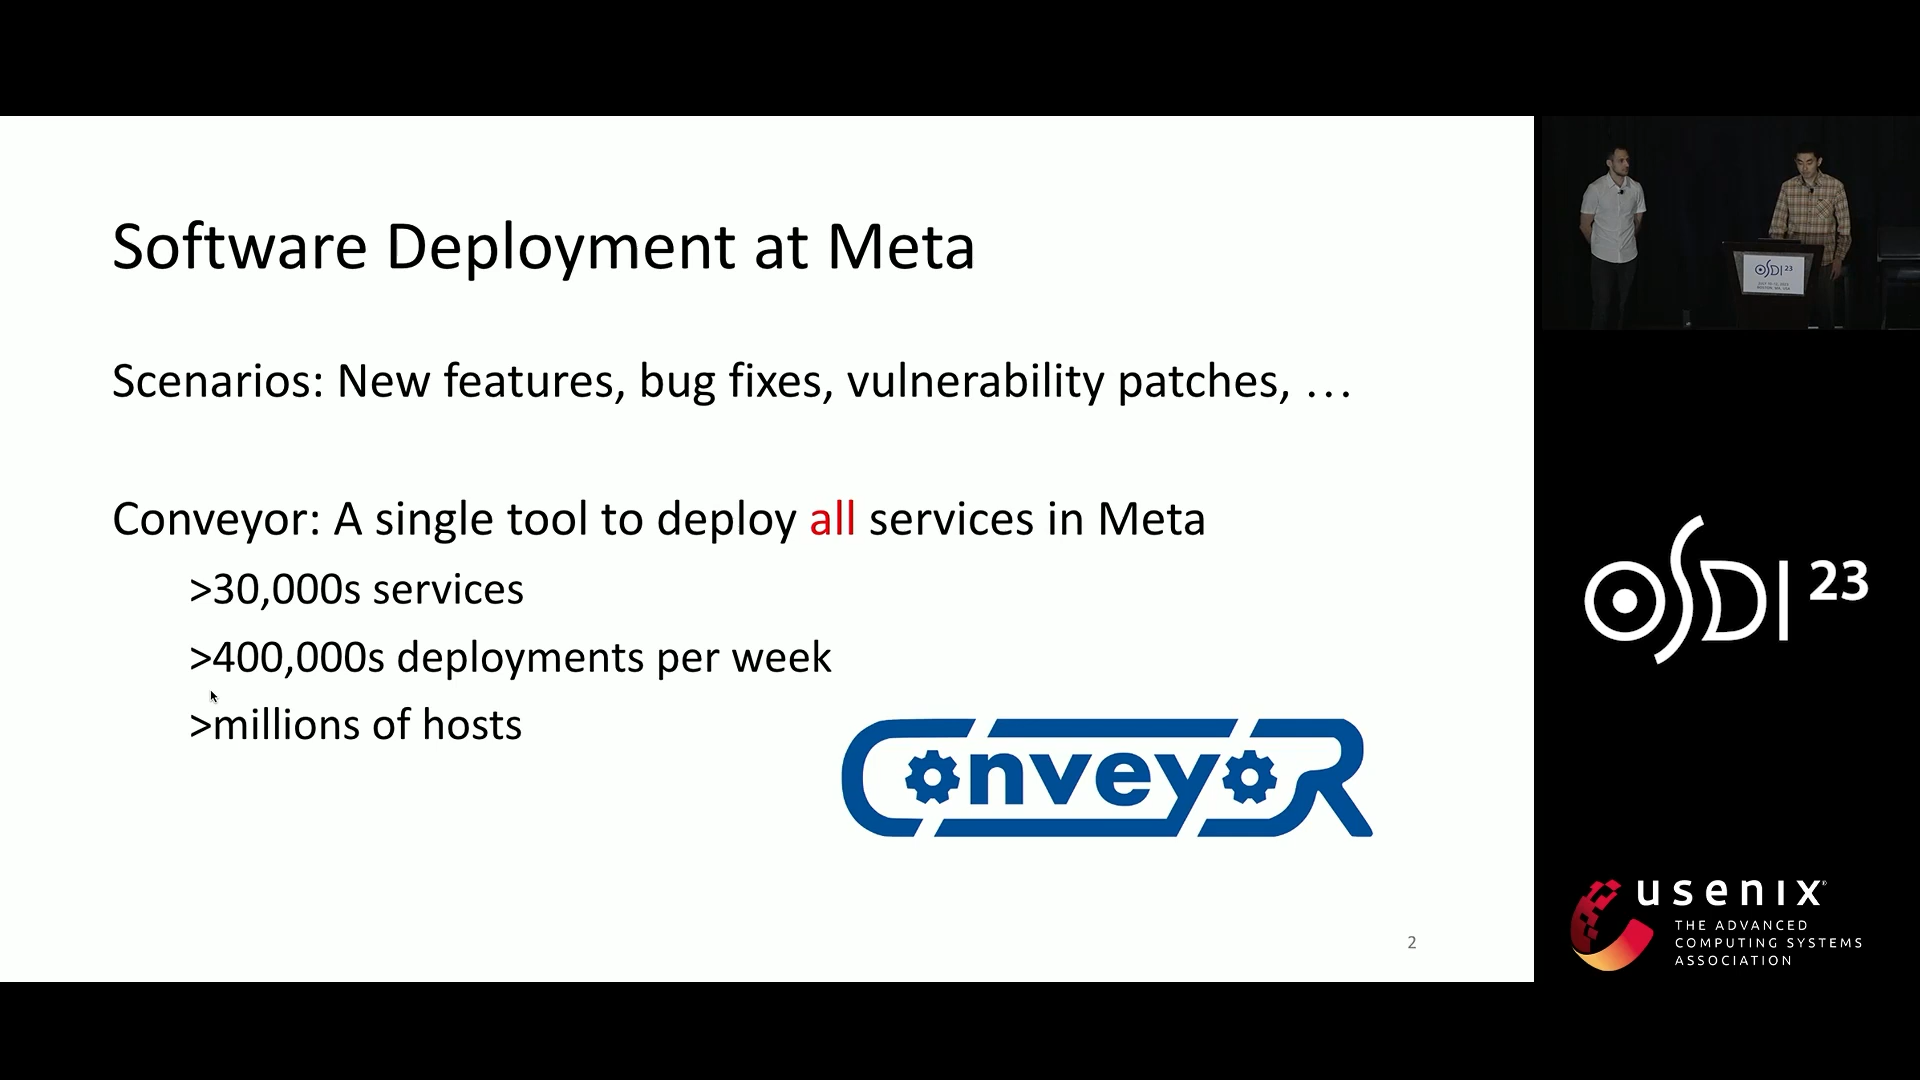 Software Deployment at Meta
Scenarios: New features, bug fixes, vulnerability patches, …
Conveyor: A single tool to deploy all services in Meta
>30,000s services
>400,000s deployments per week
>millions of hosts
ConveyoR
2
OSDI 23
OSDI 23
usenix®
THE ADVANCED
COMPUTING SYSTEMS
ASSOCIATION